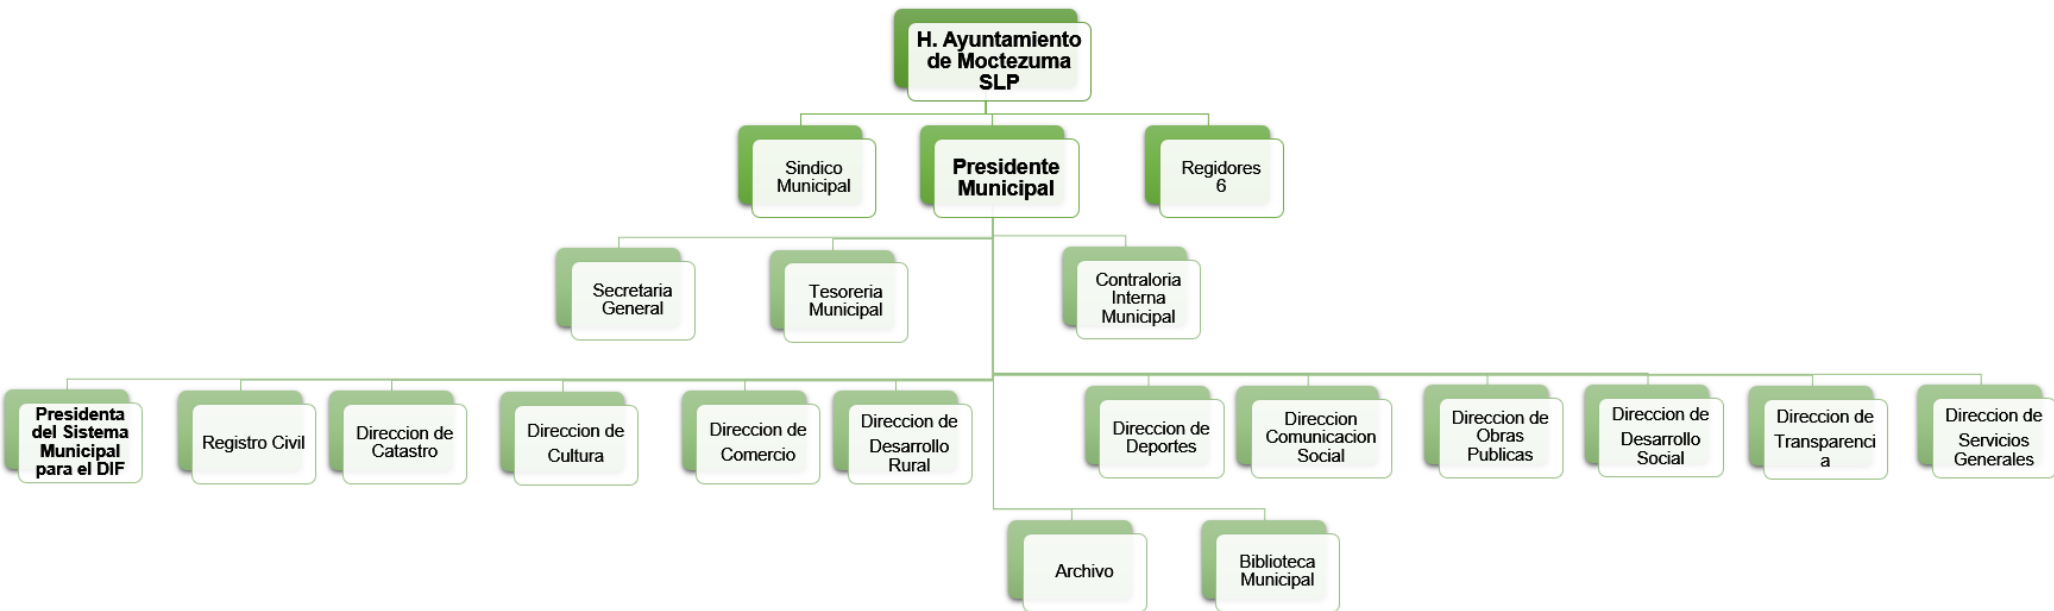 H. Ayuntamiento
de Moctezuma
SLP
Sindico
Municipal
Presidente
Municipal
Regidores
6
Secretaria
General
Tesoreria
Municipal
Contraloria
Interna
Municipal
Presidenta
del Sistema
Municipal
para el DIF
Registro Civil
Direccion de
Catastro
Direccion de
Cultura
Direccion de
Comercio
Direccion de
Desarrollo
Rural
Direccion de
Deportes
Direccion
Comunicacion
Social
Direccion de
Obras
Publicas
Direccion de
Desarrollo
Social
Direccion de
Transparenci
a
Direccion de
Servicios
Generales
Archivo
Biblioteca
Municipal